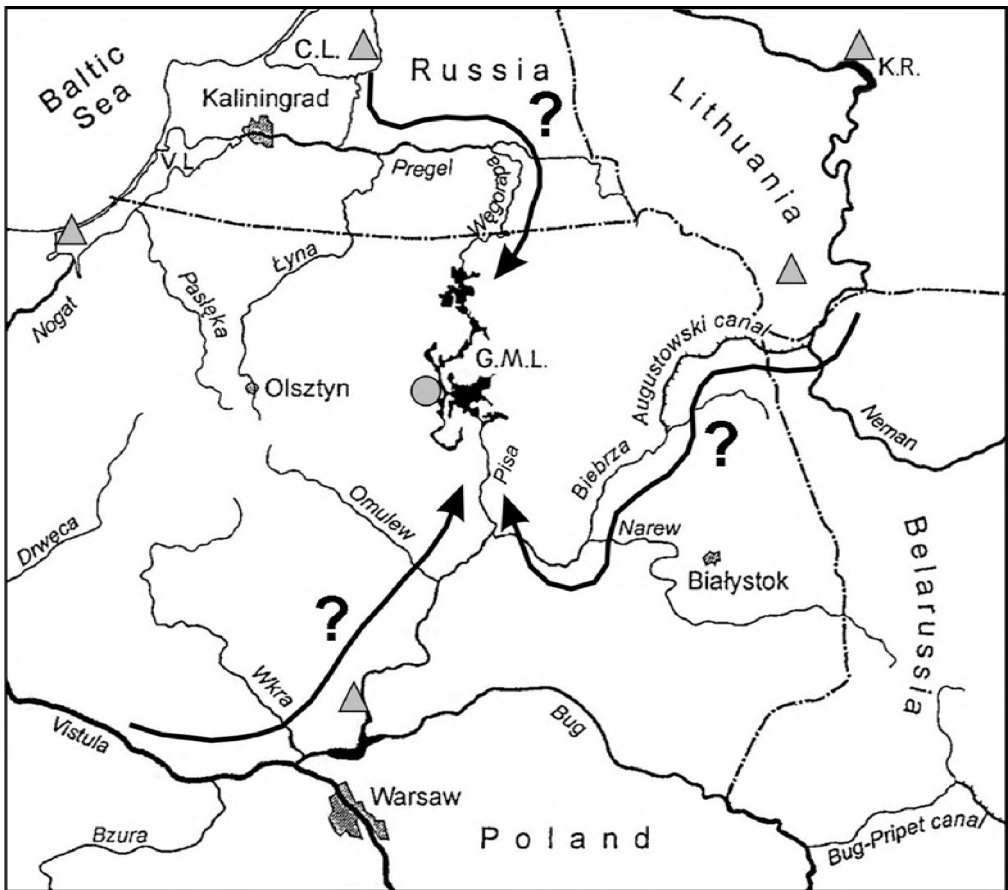 C.L.
Russia
K.R.
Baltic
Sea
Kaliningrad
?
Lithuania
V.L.
Pregel
Węgorapa
Łyna
Nogat
Pasłęka
Augustowski canal
G.M.L.
Olsztyn
Neman
Pisa
Biebrza
?
Omulew
Drwęca
Narew
Białystok
Belarussia
?
Wkra
Vistula
Bug
Warsaw
Bzura
Poland
Bug-Pripet canal